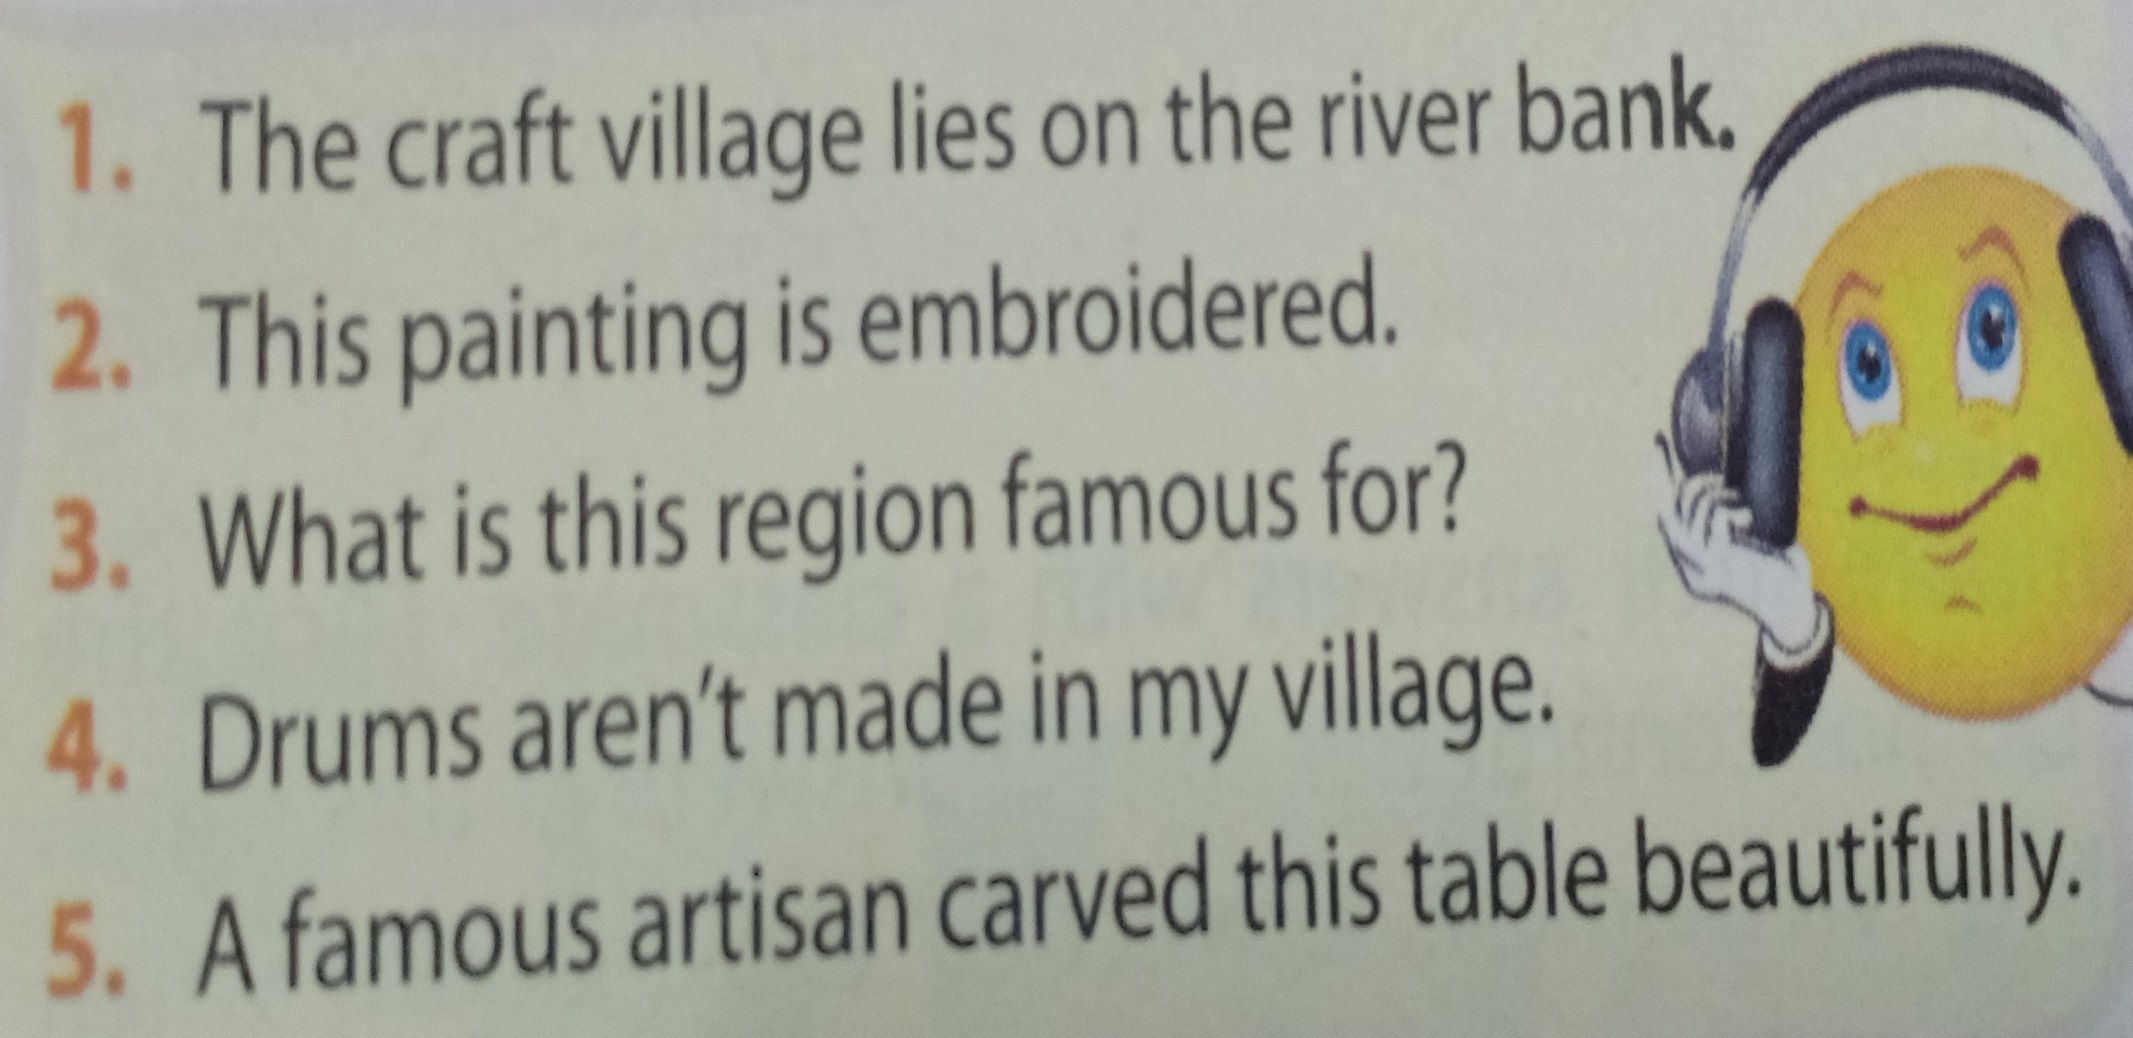 1. The craft village lies on the river bank.
2. This painting is embroidered.
3. What is this region famous for?
4. Drums aren't made in my village.
5. A famous artisan carved this table beautifully.